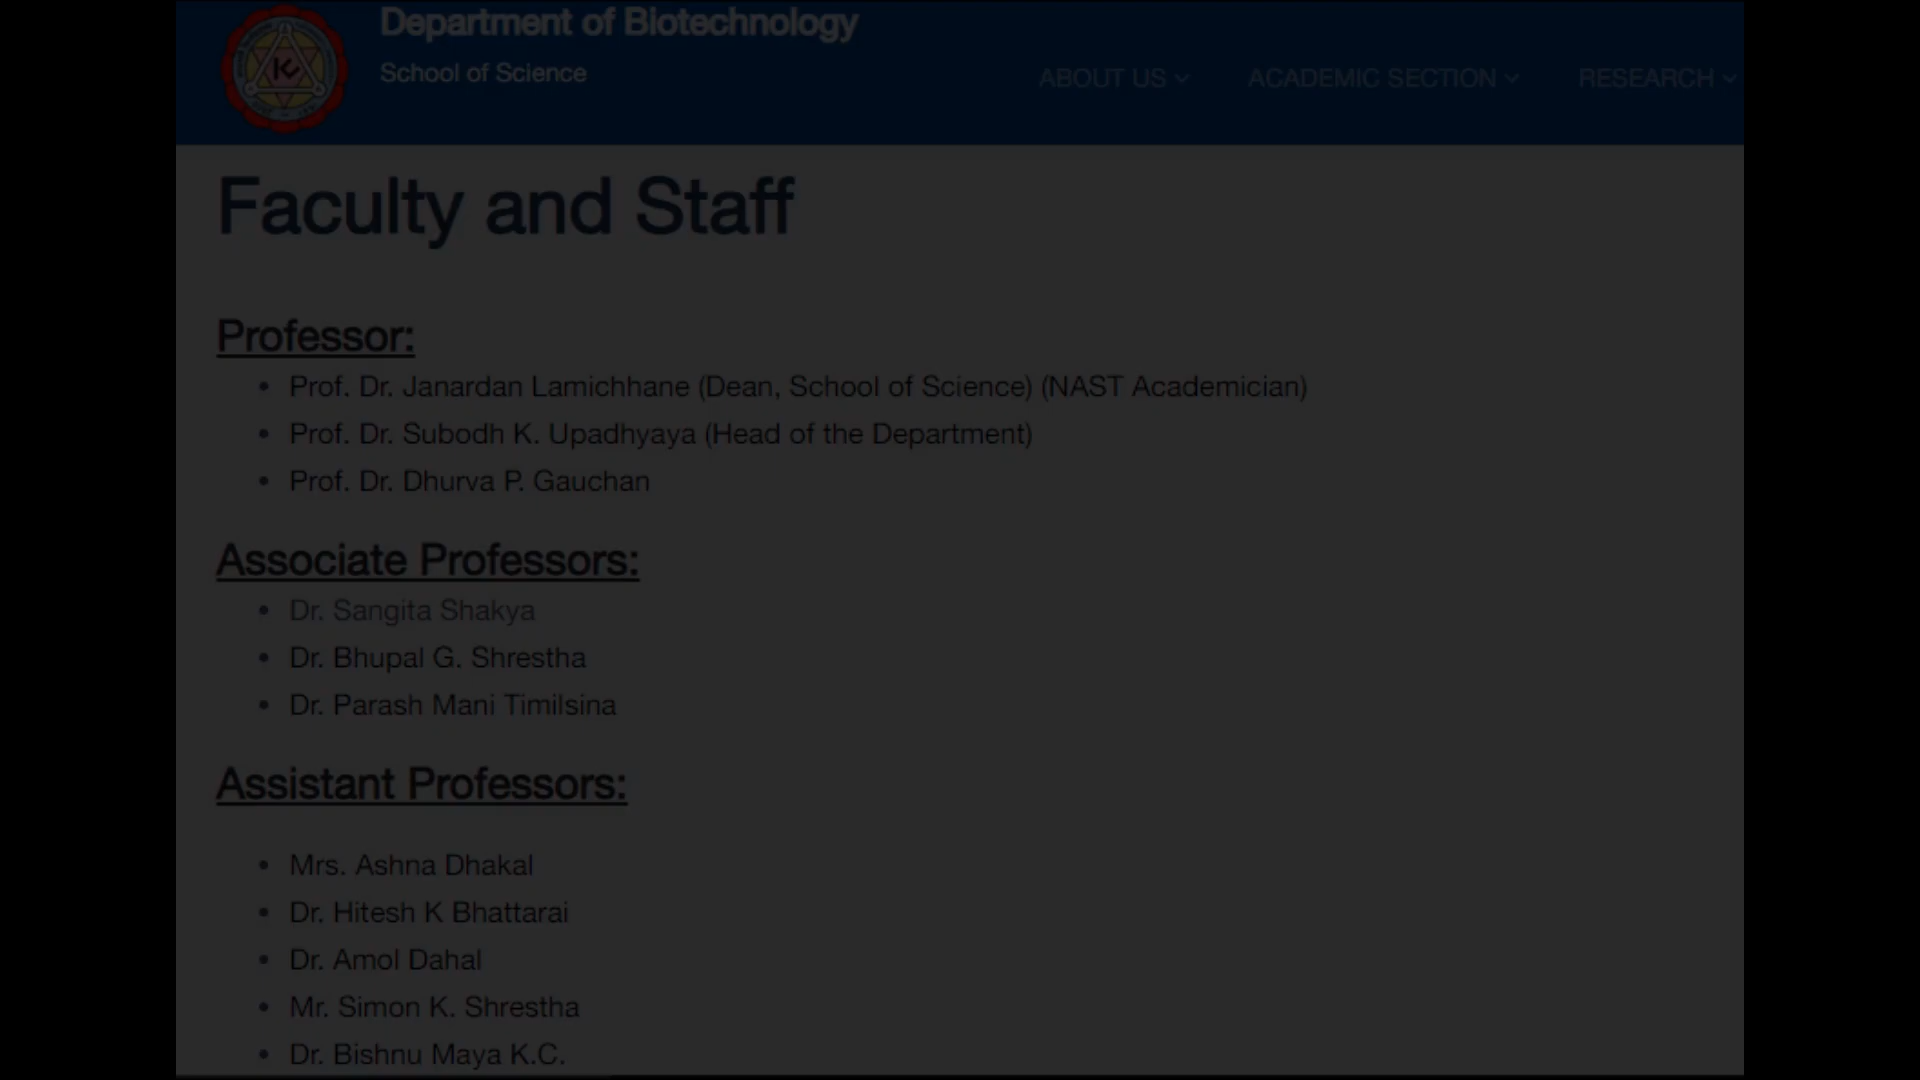 Department of Biotechnology
School of Science
ABOUT US
ACADEMIC SECTION
RESEARCH
Faculty and Staff
Professor:
• Prof. Dr. Janardan Lamichhane (Dean, School of Science) (NAST Academician)
• Prof. Dr. Subodh K. Upadhyaya (Head of the Department)
• Prof. Dr. Dhurva P. Gauchan
Associate Professors:
• Dr. Sangita Shakya
• Dr. Bhupal G. Shrestha
• Dr. Parash Mani Timilsina
Assistant Professors:
• Mrs. Ashna Dhakal
• Dr. Hitesh K Bhattarai
• Dr. Amol Dahal
• Mr. Simon K. Shrestha
• Dr. Bishnu Maya K.C.